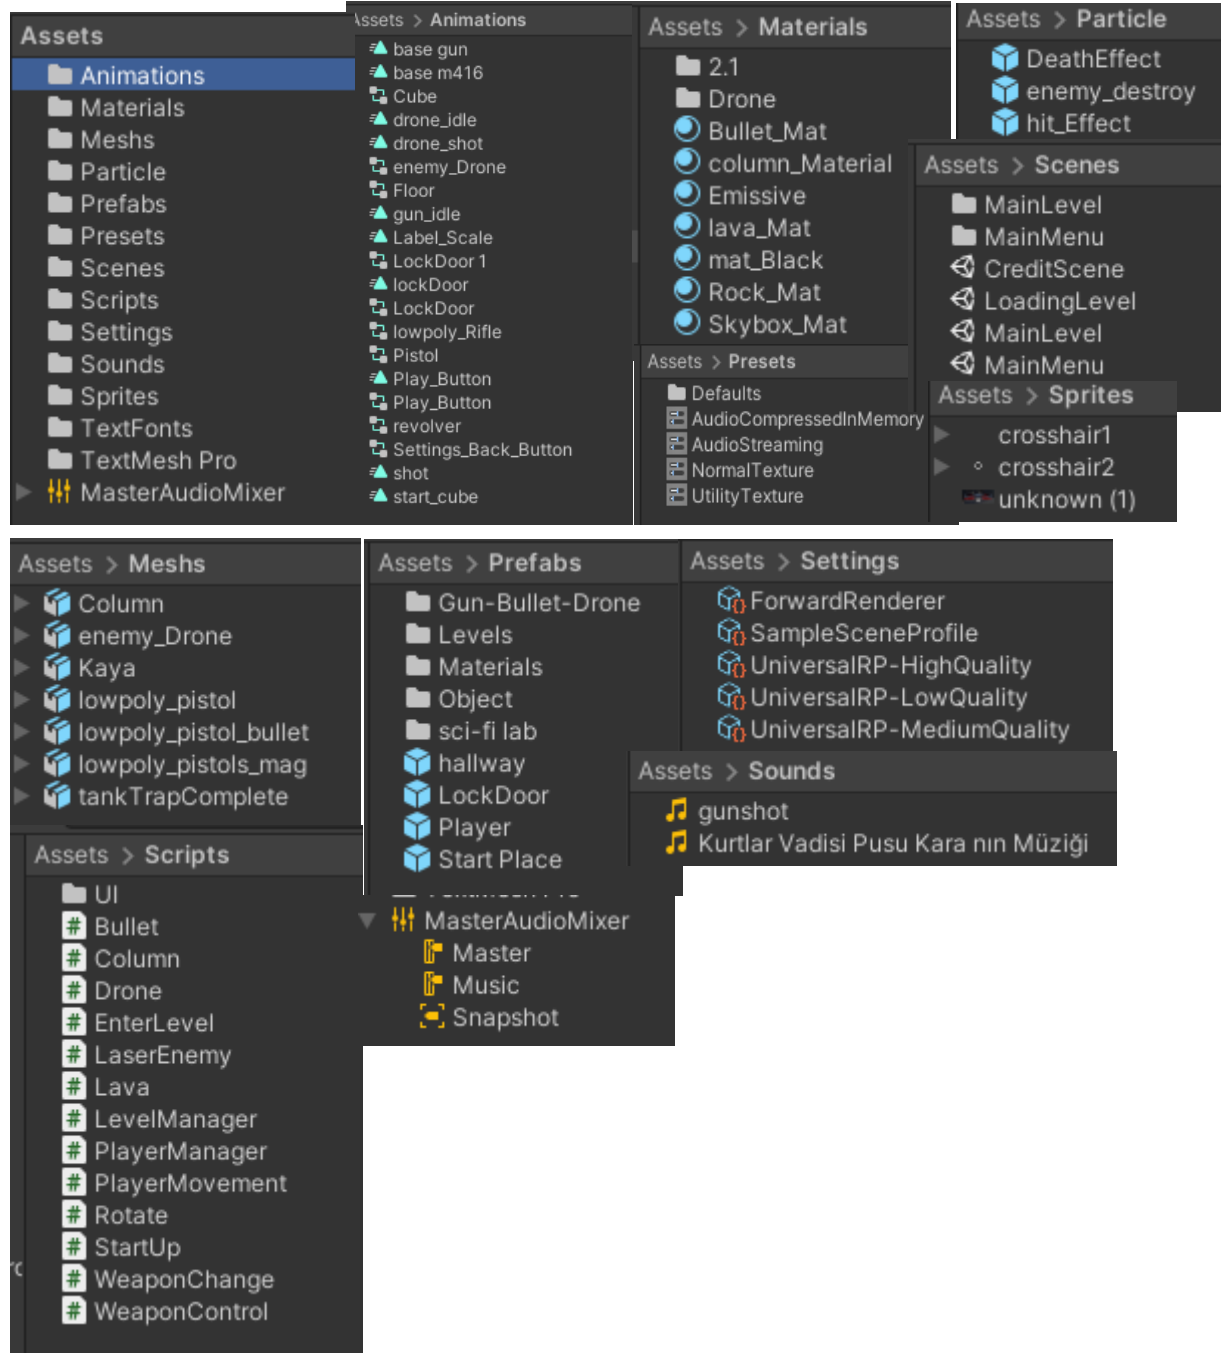 Assets
Animations
Materials
Meshs
Particle
Prefabs
Presets
Scenes
Scripts
Settings
Sounds
Sprites
TextFonts
TextMesh Pro
MasterAudioMixer
Assets > Animations
base gun
base m416
Cube
drone_idle
drone_shot
enemy_Drone
Floor
gun_idle
Label_Scale
LockDoor 1
lockDoor
LockDoor
lowpoly_Rifle
Pistol
Play_Button
Play_Button
revolver
Settings_Back_Button
shot
start_cube
Assets > Materials
2.1
Drone
Bullet_Mat
column_Material
Emissive
lava_Mat
mat_Black
Rock_Mat
Skybox_Mat
Assets > Presets
Defaults
AudioCompressedInMemory
AudioStreaming
NormalTexture
UtilityTexture
Assets > Particle
DeathEffect
enemy_destroy
hit_Effect
Assets > Scenes
MainLevel
MainMenu
CreditScene
LoadingLevel
MainLevel
MainMenu
Assets > Sprites
crosshair1
crosshair2
unknown (1)
Assets > Meshs
Column
enemy_Drone
Kaya
lowpoly_pistol
lowpoly_pistol_bullet
lowpoly_pistols_mag
tankTrapComplete
Assets > Scripts
UI
Bullet
Column
Drone
EnterLevel
LaserEnemy
Lava
LevelManager
PlayerManager
PlayerMovement
Rotate
StartUp
WeaponChange
WeaponControl
Assets > Prefabs
Gun-Bullet-Drone
Levels
Materials
Object
sci-fi lab
hallway
LockDoor
Player
Start Place
MasterAudioMixer
Master
Music
Snapshot
Assets > Settings
ForwardRenderer
SampleSceneProfile
UniversalRP-HighQuality
UniversalRP-LowQuality
UniversalRP-MediumQuality
Assets > Sounds
gunshot
Kurtlar Vadisi Pusu Kara nın Müziği